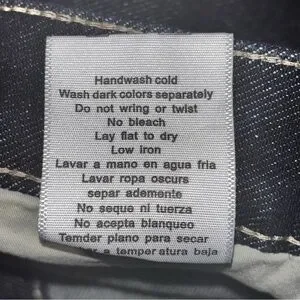 Handwash cold
Wash dark colors separately
Do not wring or twist
No bleach
Lay flat to dry
Low iron
Lavar a mano en agua fria
Lavar ropa oscurs
separ ademente
No seque ni tuerza
No acepta blanqueo
Temder plano para secar
a temper atura baja